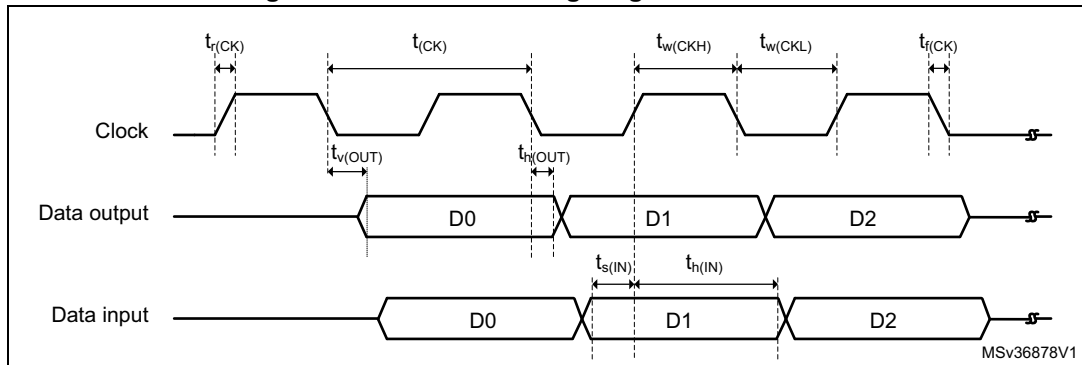 tr(CK) t(CK) tw(CKH) tw(CKL) tf(CK)
Clock
tv(OUT) th(OUT)
Data output D0 D1 D2
ts(IN) th(IN)
Data input D0 D1 D2
MSv36878V1